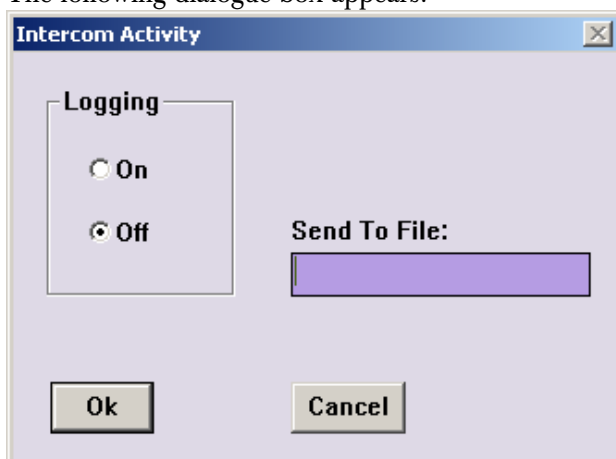 The following dialogue box appears:
Intercom Activity
Logging
On
Off
Send To File:
Ok
Cancel